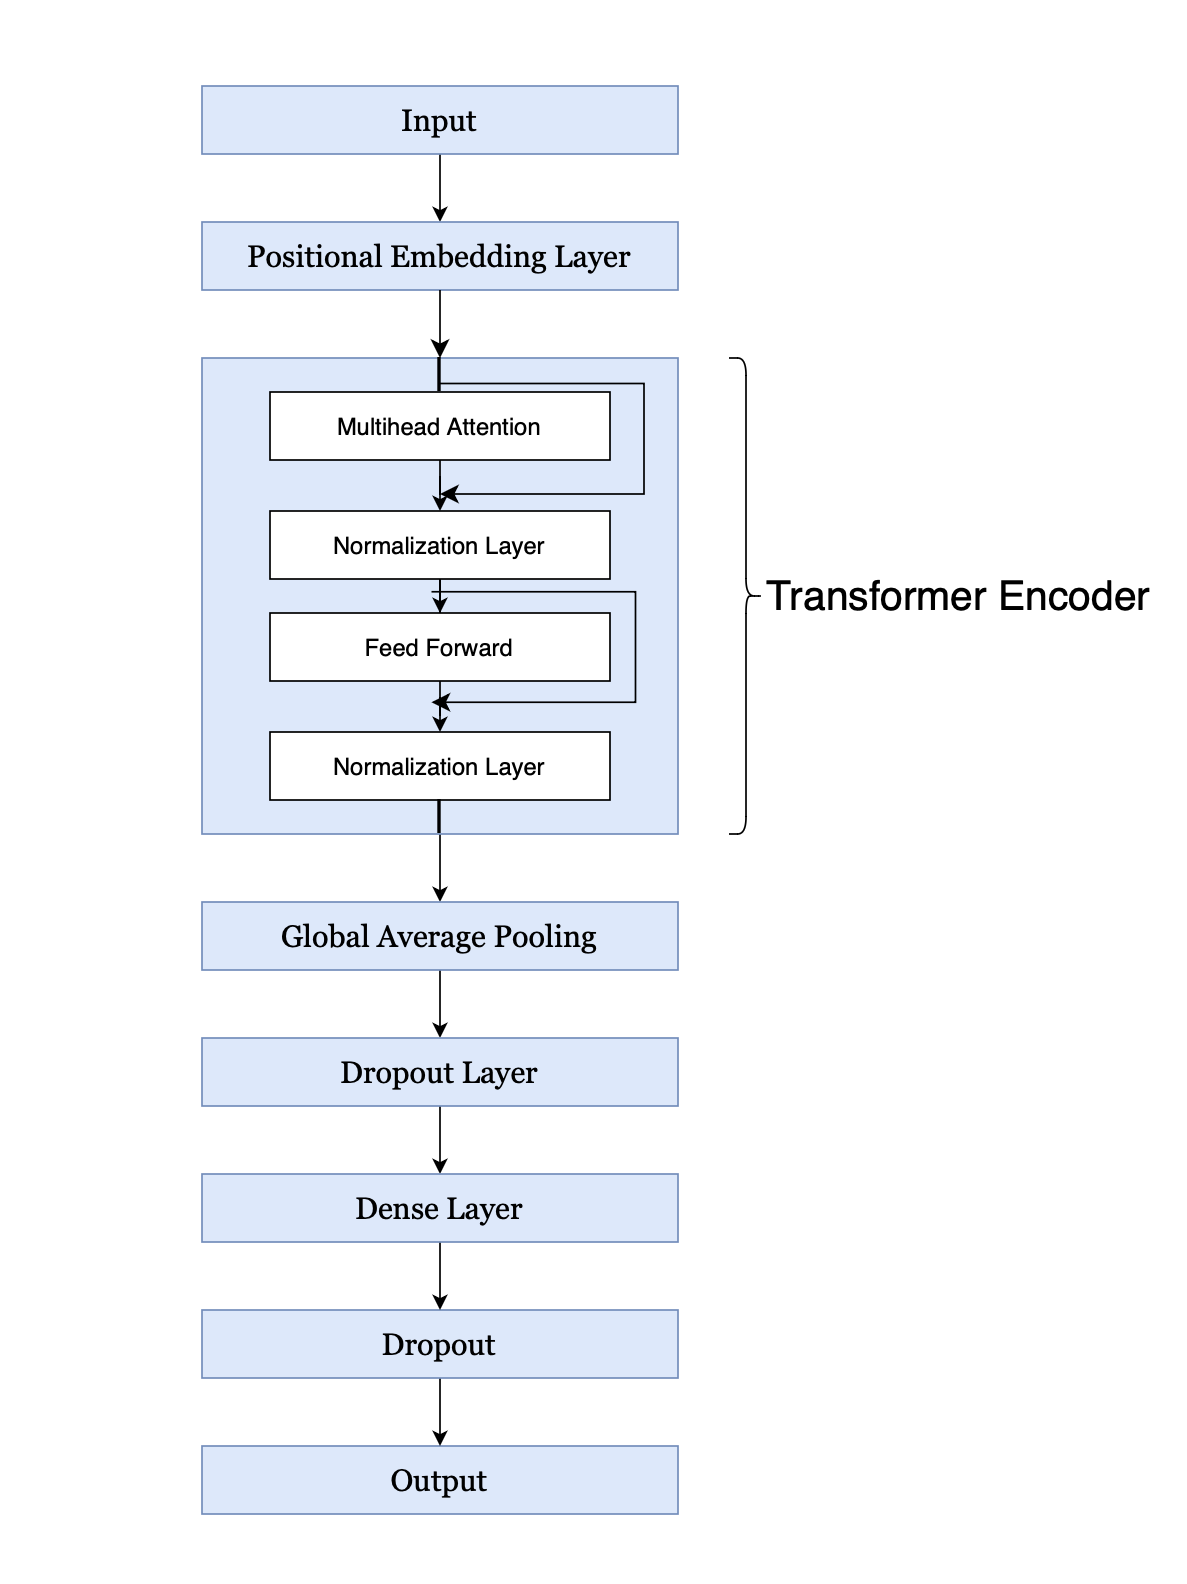 Input
Positional Embedding Layer
Multihead Attention
Normalization Layer
Feed Forward
Normalization Layer
Transformer Encoder
Global Average Pooling
Dropout Layer
Dense Layer
Dropout
Output